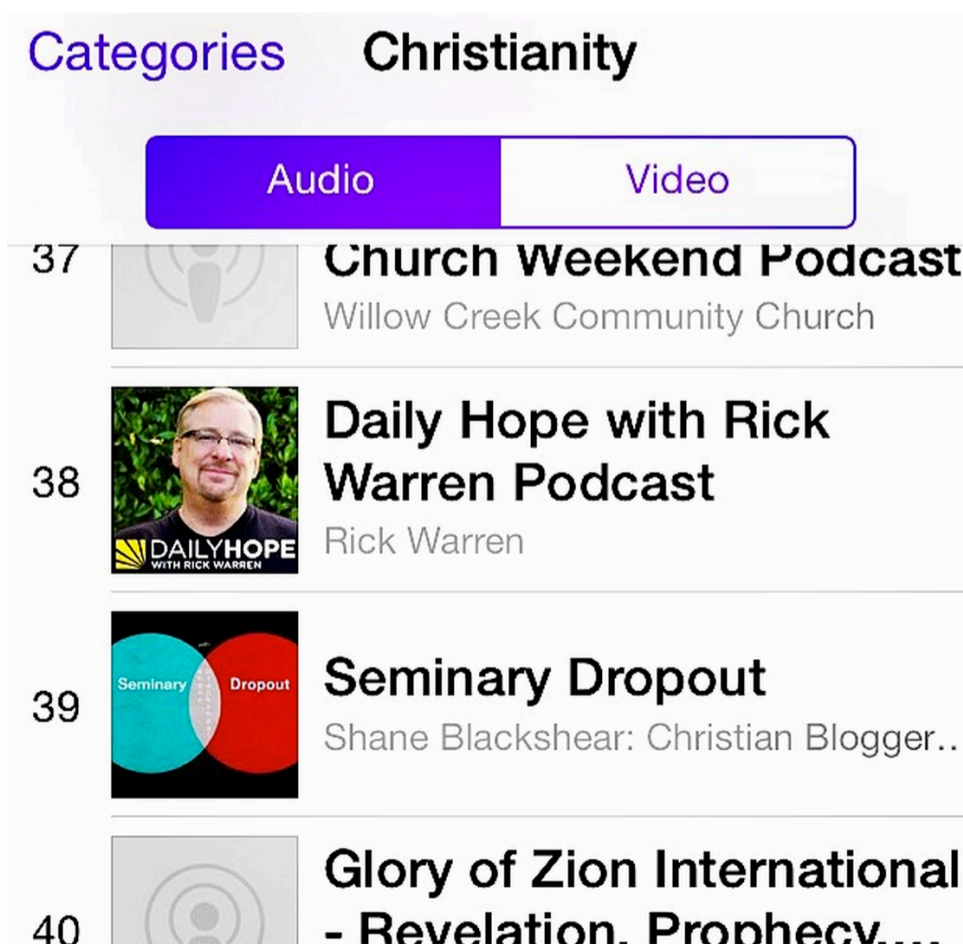 Categories
Christianity
Audio
Video
37
Church Weekend Podcast
Willow Creek Community Church
38
DAILYHOPE
WITH RICK WARREN
Daily Hope with Rick
Warren Podcast
Rick Warren
39
Seminary
Dropout
Seminary Dropout
Shane Blackshear: Christian Blogger..
40
Glory of Zion International
- Revelation, Prophecy,...